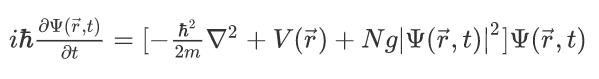 iℏ ∂Ψ(r⃗,t)/∂t = [-ℏ²/2m ∇² + V(r⃗) + Ng|Ψ(r⃗,t)|²]Ψ(r⃗,t)